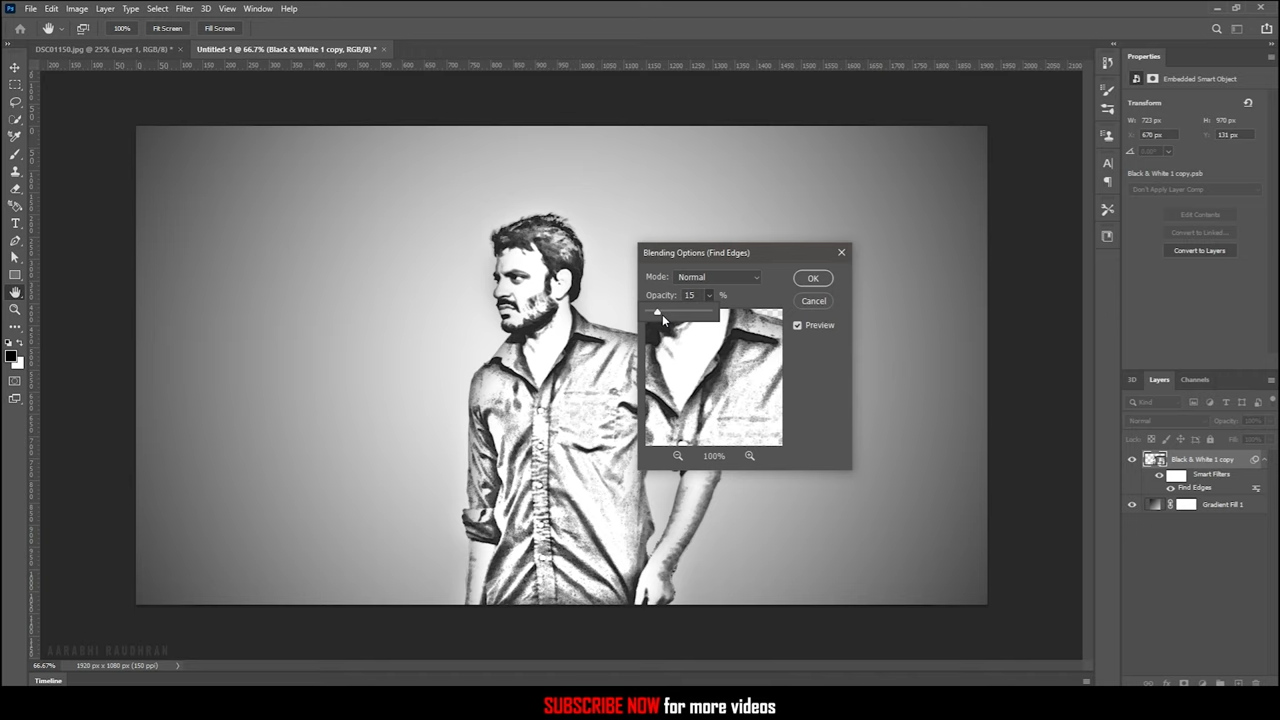 File Edit Image Layer Type Select Filter 3D View Window Help
100% Fit Screen Fill Screen
DSC01150.jpg @ 25% (Layer 1, RGB/8) * × Untitled-1 @ 66.7% (Black & White 1 copy, RGB/8) * ×
Properties
Embedded Smart Object
Transform
W: 723 px H: 970 px
X: 670 px Y: 131 px
0.00°
Black & White 1 copy.psb
Don't Apply Layer Comp
Edit Contents
Convert to Linked...
Convert to Layers
Blending Options (Find Edges)
Mode: Normal OK
Opacity: 15 % Cancel
Preview
100%
3D Layers Channels
Kind
Normal Opacity: 100%
Lock: Fill: 100%
Black & White 1 copy
Smart Filters
Find Edges
Gradient Fill 1
AARABHI RAUDHRAN
66.67% 1920 px x 1080 px (150 ppi)
Timeline
SUBSCRIBE NOW for more videos